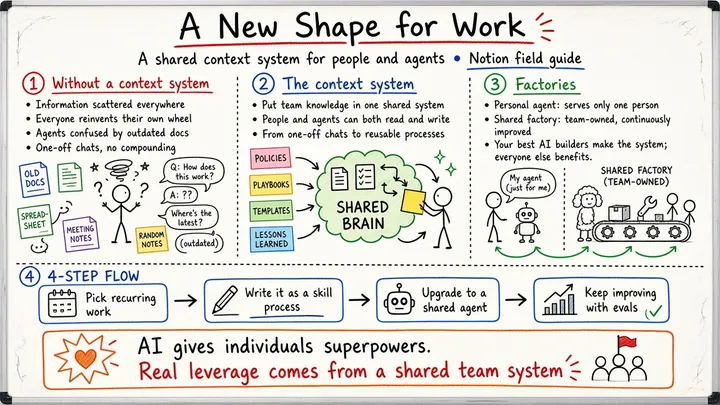 A New Shape for Work
A shared context system for people and agents • Notion field guide
1 Without a context system
• Information scattered everywhere
• Everyone reinvents their own wheel
• Agents confused by outdated docs
• One-off chats, no compounding
OLD DOCS
SPREAD-
SHEET
MEETING
NOTES
? ? ? ?
Q: How does
this work?
A: ??
Where's the
latest?
RANDOM
NOTES
(outdated)
2 The context system
• Put team knowledge in one shared system
• People and agents can both read and write
• From one-off chats to reusable processes
POLICIES
PLAYBOOKS
TEMPLATES
LESSONS
LEARNED
SHARED
BRAIN
3 Factories
• Personal agent: serves only one person
• Shared factory: team-owned, continuously
improved
• Your best AI builders make the system;
everyone else benefits.
My agent
(just for me)
SHARED FACTORY
(TEAM-OWNED)
4 4-STEP FLOW
Pick recurring
work
Write it as a skill
process
Upgrade to a
shared agent
Keep improving
with evals
AI gives individuals superpowers.
Real leverage comes from a shared team system